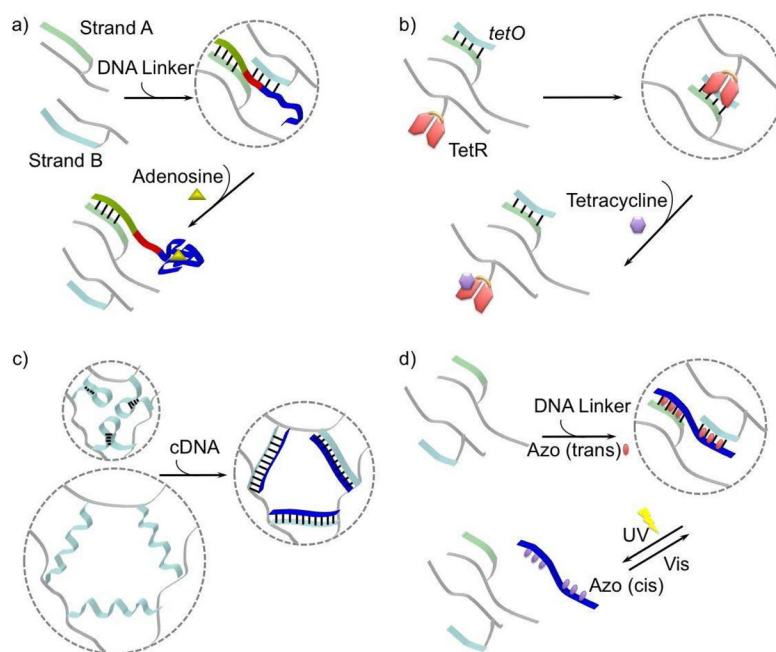 a)
Strand A
DNA Linker
Strand B
Adenosine
b)
tetO
TetR
Tetracycline
c)
cDNA
d)
DNA Linker
Azo (trans)
UV
Vis
Azo (cis)